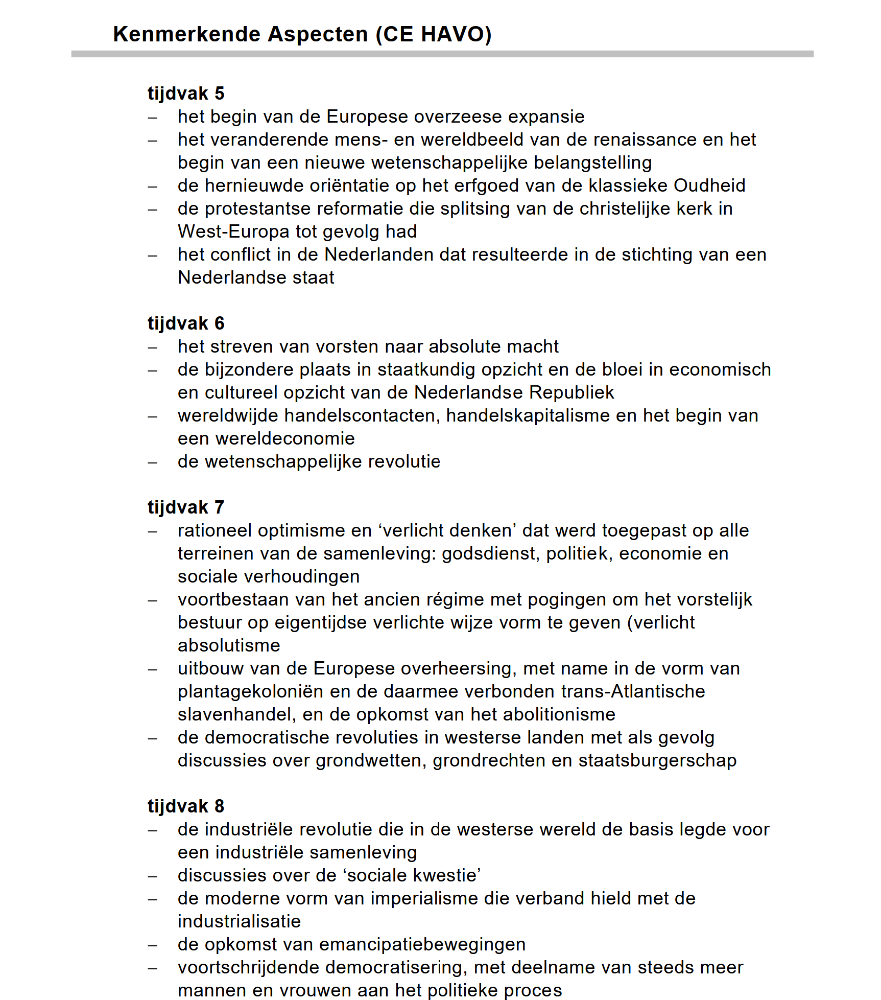 Kenmerkende Aspecten (CE HAVO)
tijdvak 5
– het begin van de Europese overzeese expansie
– het veranderende mens- en wereldbeeld van de renaissance en het
begin van een nieuwe wetenschappelijke belangstelling
– de hernieuwde oriëntatie op het erfgoed van de klassieke Oudheid
– de protestantse reformatie die splitsing van de christelijke kerk in
West-Europa tot gevolg had
– het conflict in de Nederlanden dat resulteerde in de stichting van een
Nederlandse staat
tijdvak 6
– het streven van vorsten naar absolute macht
– de bijzondere plaats in staatkundig opzicht en de bloei in economisch
en cultureel opzicht van de Nederlandse Republiek
– wereldwijde handelscontacten, handelskapitalisme en het begin van
een wereldeconomie
– de wetenschappelijke revolutie
tijdvak 7
– rationeel optimisme en ‘verlicht denken’ dat werd toegepast op alle
terreinen van de samenleving: godsdienst, politiek, economie en
sociale verhoudingen
– voortbestaan van het ancien régime met pogingen om het vorstelijk
bestuur op eigentijdse verlichte wijze vorm te geven (verlicht
absolutisme
– uitbouw van de Europese overheersing, met name in de vorm van
plantagekoloniën en de daarmee verbonden trans-Atlantische
slavenhandel, en de opkomst van het abolitionisme
– de democratische revoluties in westerse landen met als gevolg
discussies over grondwetten, grondrechten en staatsburgerschap
tijdvak 8
– de industriële revolutie die in de westerse wereld de basis legde voor
een industriële samenleving
– discussies over de ‘sociale kwestie’
– de moderne vorm van imperialisme die verband hield met de
industrialisatie
– de opkomst van emancipatiebewegingen
– voortschrijdende democratisering, met deelname van steeds meer
mannen en vrouwen aan het politieke proces